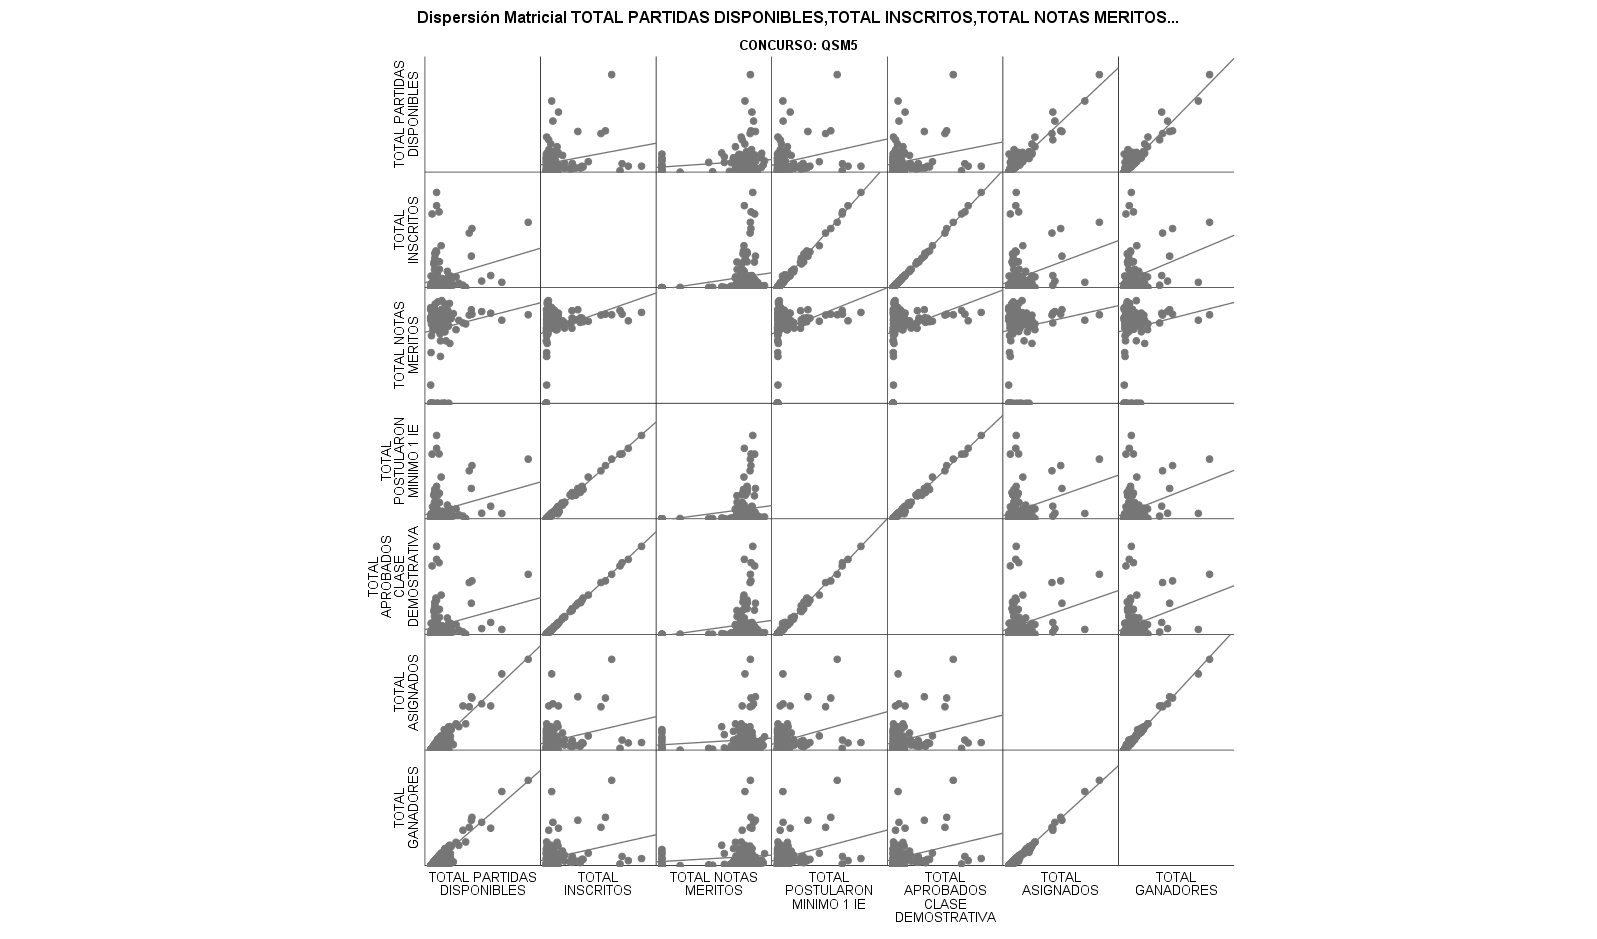 Dispersión Matricial TOTAL PARTIDAS DISPONIBLES,TOTAL INSCRITOS,TOTAL NOTAS MERITOS...
CONCURSO: QSM5
TOTAL PARTIDAS
DISPONIBLES
TOTAL
INSCRITOS
TOTAL NOTAS
MERITOS
TOTAL
POSTULARON
MINIMO 1 IE
TOTAL
APROBADOS
CLASE
DEMOSTRATIVA
TOTAL
ASIGNADOS
TOTAL
GANADORES
TOTAL PARTIDAS
DISPONIBLES
TOTAL
INSCRITOS
TOTAL NOTAS
MERITOS
TOTAL
POSTULARON
MINIMO 1 IE
TOTAL
APROBADOS
CLASE
DEMOSTRATIVA
TOTAL
ASIGNADOS
TOTAL
GANADORES